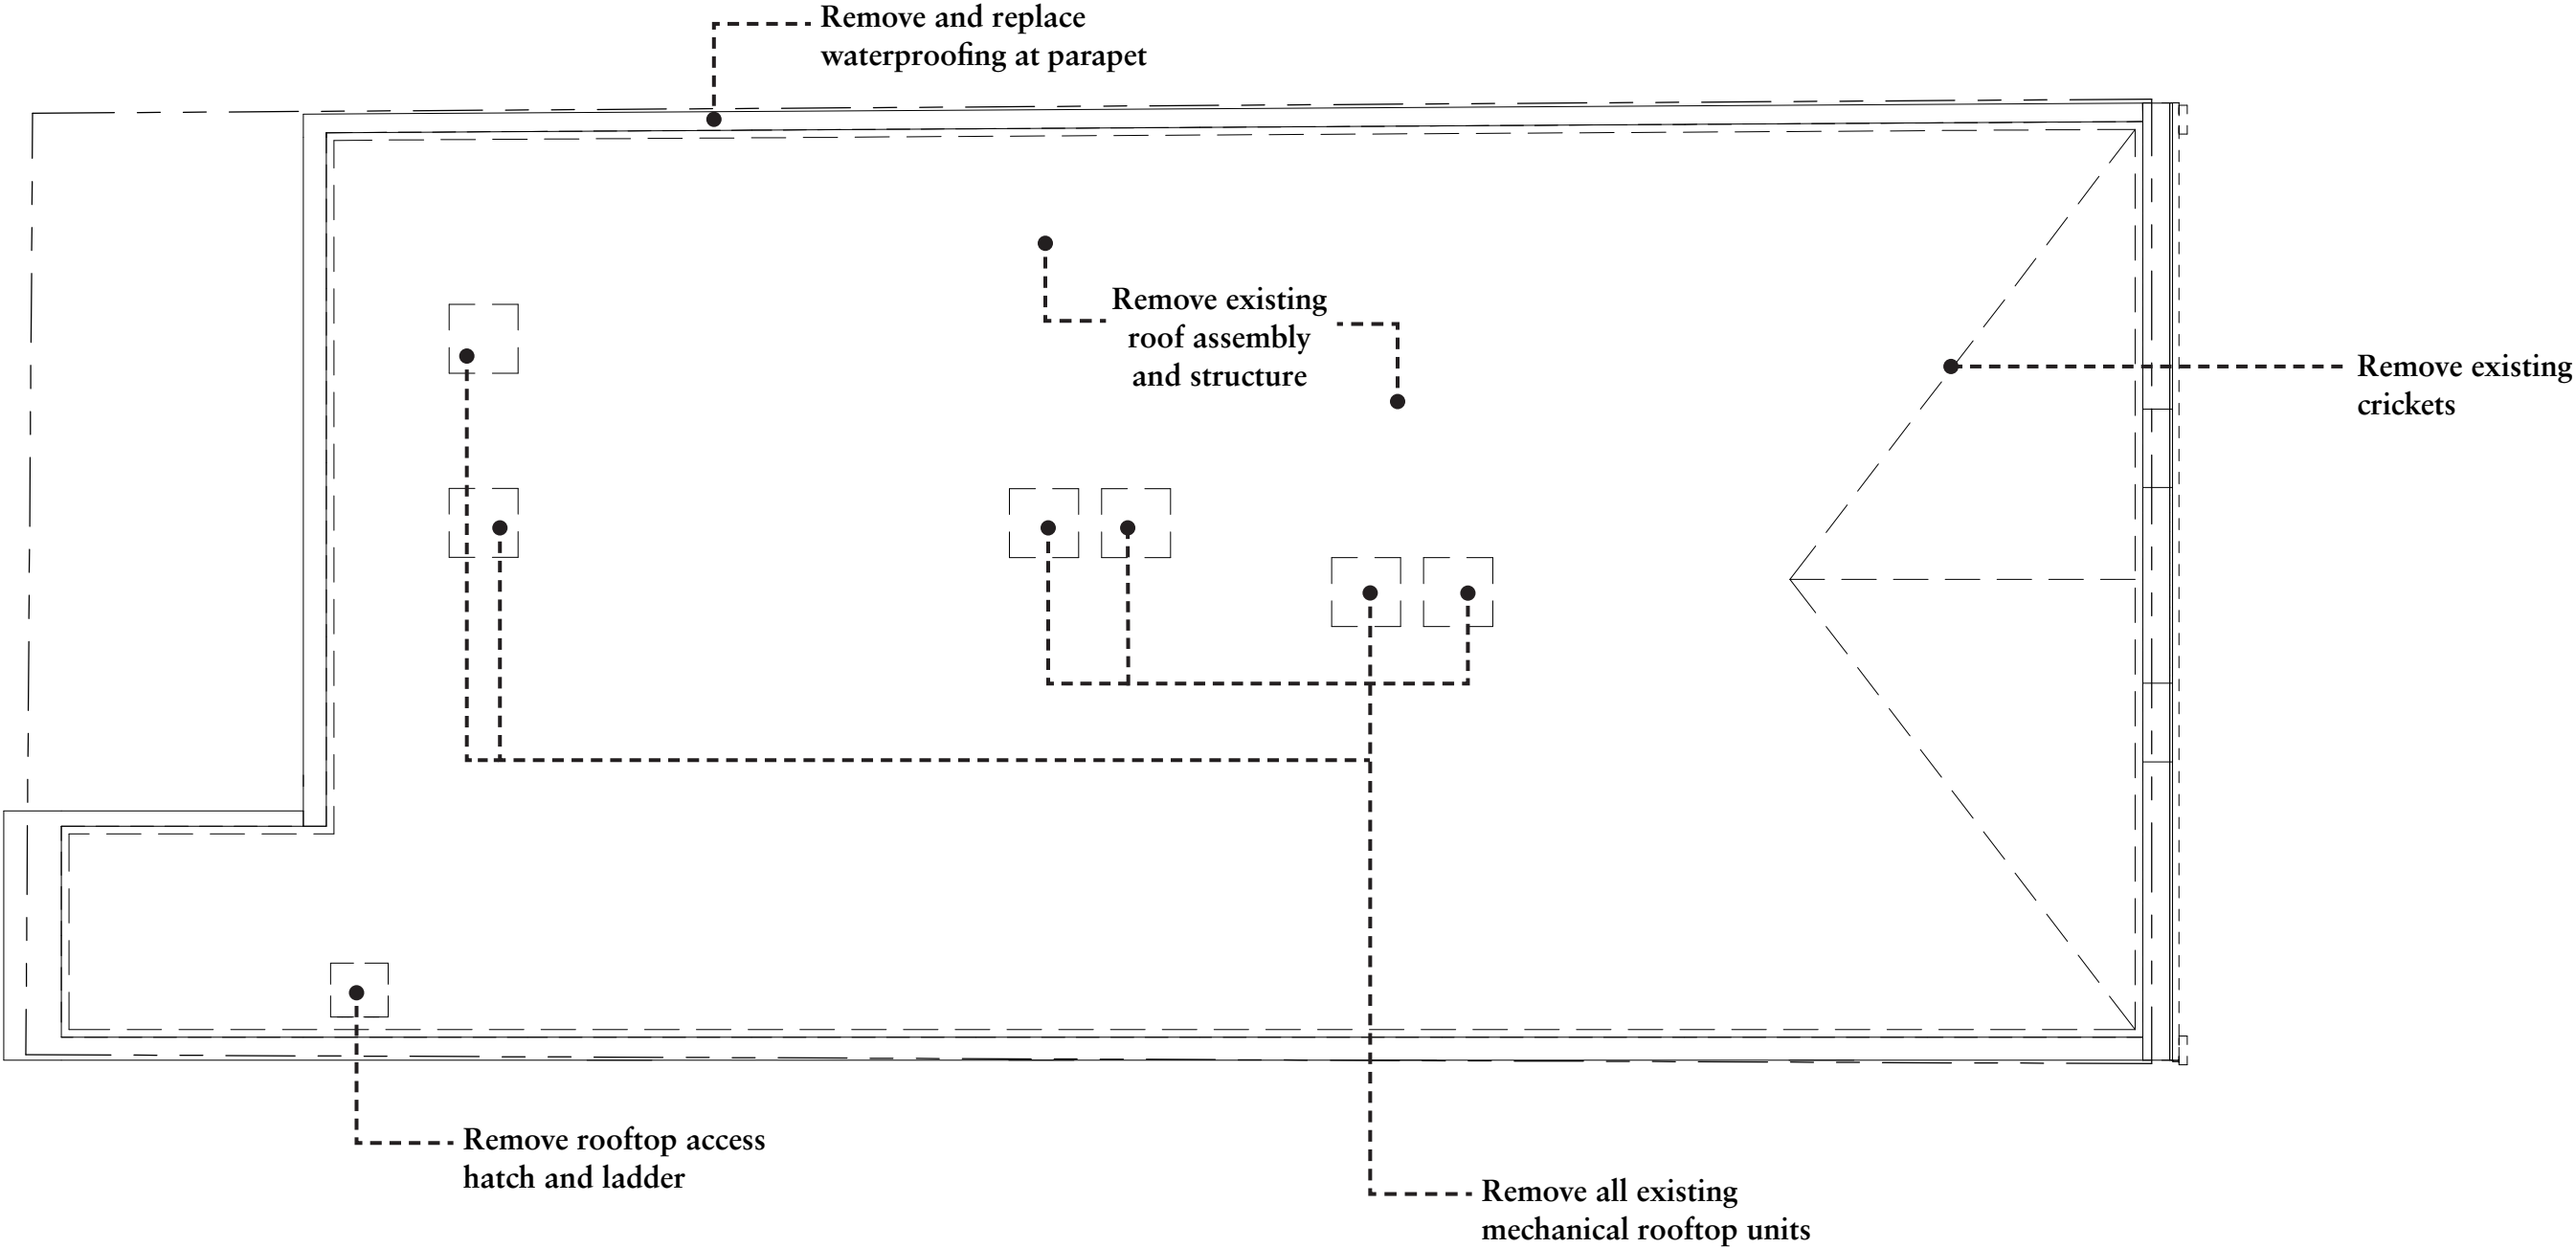 Remove and replace
waterproofing at parapet
Remove existing
roof assembly
and structure
Remove existing
crickets
Remove rooftop access
hatch and ladder
Remove all existing
mechanical rooftop units